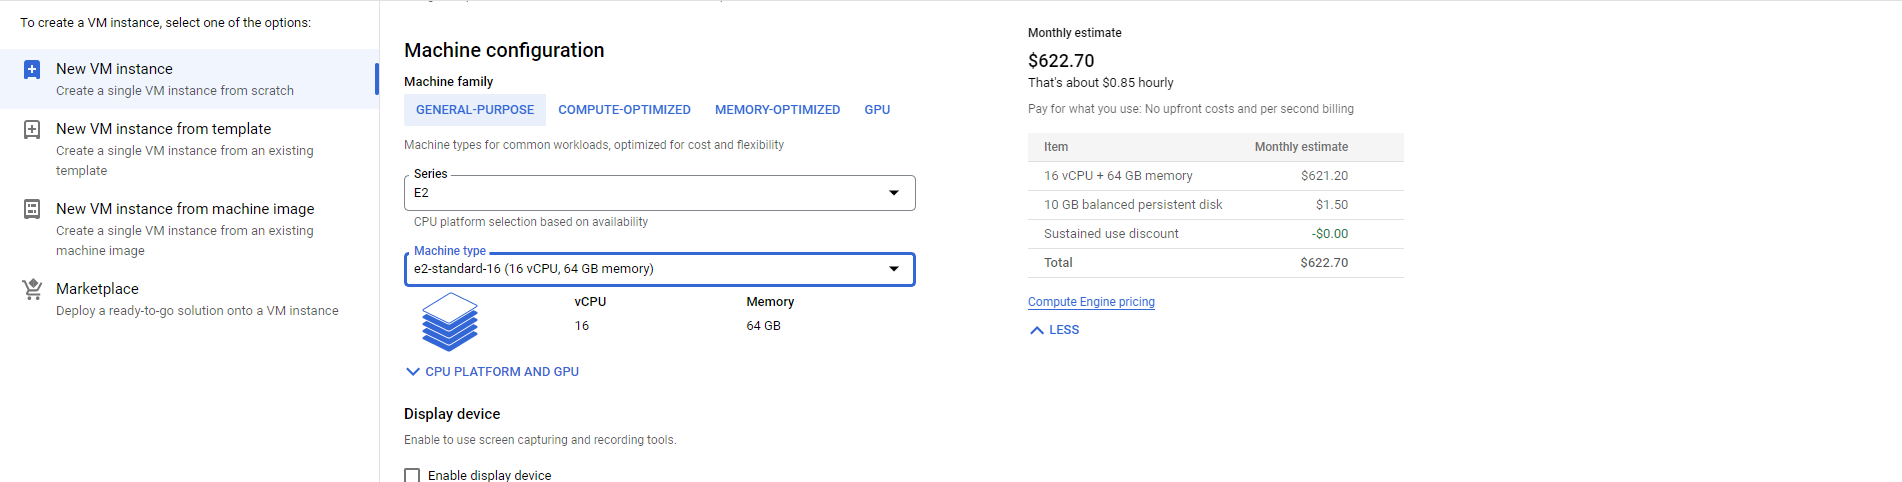 To create a VM instance, select one of the options:
New VM instance
Create a single VM instance from scratch
New VM instance from template
Create a single VM instance from an existing
template
New VM instance from machine image
Create a single VM instance from an existing
machine image
Marketplace
Deploy a ready-to-go solution onto a VM instance
Machine configuration
Machine family
GENERAL-PURPOSE COMPUTE-OPTIMIZED MEMORY-OPTIMIZED GPU
Machine types for common workloads, optimized for cost and flexibility
Series
E2
CPU platform selection based on availability
Machine type
e2-standard-16 (16 vCPU, 64 GB memory)
vCPU Memory
16 64 GB
CPU PLATFORM AND GPU
Display device
Enable to use screen capturing and recording tools.
Enable display device
Monthly estimate
$622.70
That's about $0.85 hourly
Pay for what you use: No upfront costs and per second billing
Item Monthly estimate
16 vCPU + 64 GB memory $621.20
10 GB balanced persistent disk $1.50
Sustained use discount -$0.00
Total $622.70
Compute Engine pricing
LESS